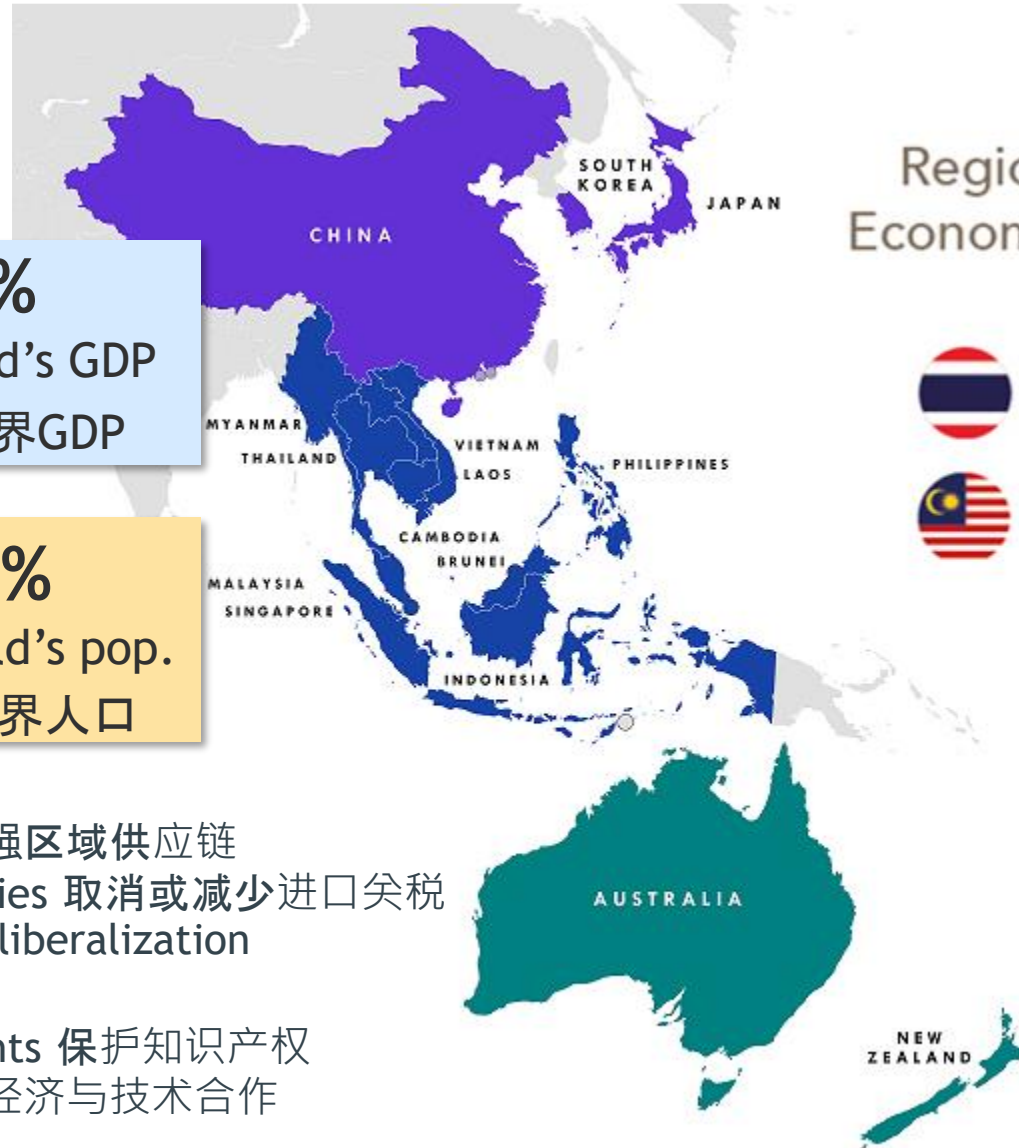 SOUTH
KOREA
JAPAN
CHINA
Regio
Econom
%
d's GDP
界GDP
MYANMAR
THAILAND
VIETNAM
LAOS
PHILIPPINES
CAMBODIA
BRUNEI
%
ld's pop.
界人口
MALAYSIA
SINGAPORE
INDONESIA
强区域供应链
ies 取消或减少进口关税
liberalization
AUSTRALIA
nts 保护知识产权
经济与技术合作
NEW
ZEALAND